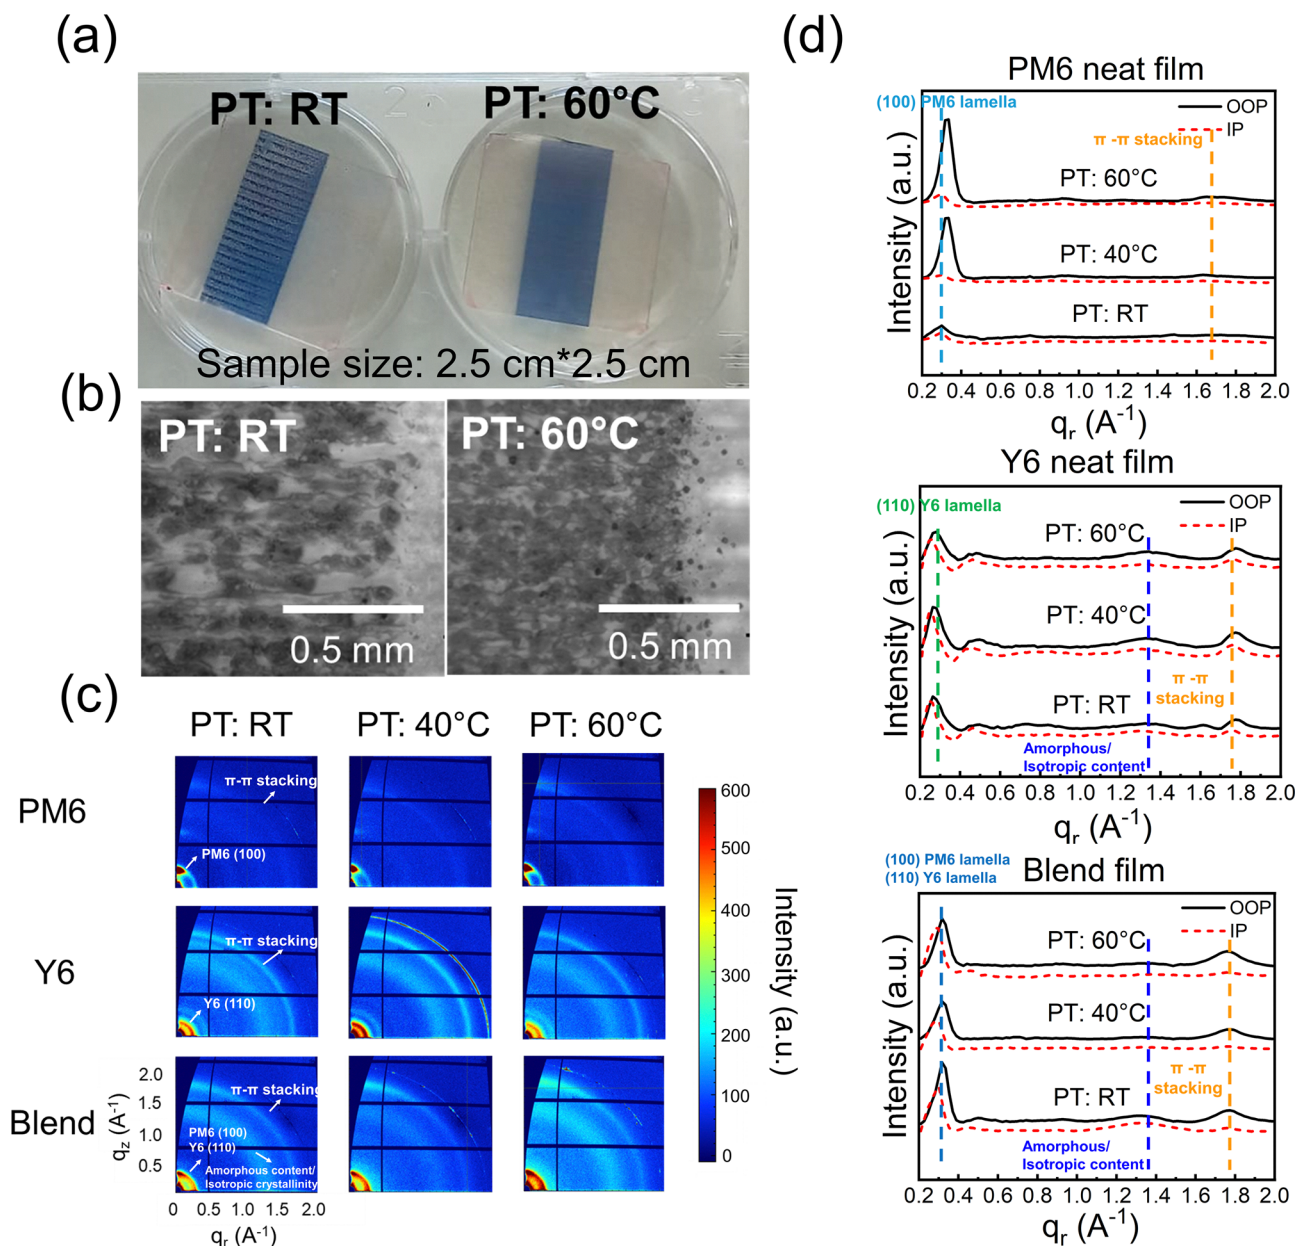 (a)
PT: RT
PT: 60°C
Sample size: 2.5 cm*2.5 cm
(b)
PT: RT
0.5 mm
PT: 60°C
0.5 mm
(c)
PT: RT
PT: 40°C
PT: 60°C
PM6
π-π stacking
PM6 (100)
Y6
π-π stacking
Y6 (110)
Blend
π-π stacking
PM6 (100)
Y6 (110)
Amorphous content/
Isotropic crystallinity
2.0
1.5
1.0
0.5
qz (A-1)
0 0.5 1.0 1.5 2.0
qr (A-1)
600
500
400
300
200
100
0
Intensity (a.u.)
(d)
PM6 neat film
(100) PM6 lamella
OOP
IP
π -π stacking
PT: 60°C
PT: 40°C
PT: RT
Intensity (a.u.)
0.2 0.4 0.6 0.8 1.0 1.2 1.4 1.6 1.8 2.0
qr (A-1)
Y6 neat film
(110) Y6 lamella
OOP
IP
PT: 60°C
PT: 40°C
π -π
stacking
PT: RT
Amorphous/
Isotropic content
Intensity (a.u.)
0.2 0.4 0.6 0.8 1.0 1.2 1.4 1.6 1.8 2.0
qr (A-1)
(100) PM6 lamella
(110) Y6 lamella
Blend film
OOP
IP
PT: 60°C
PT: 40°C
π -π
stacking
PT: RT
Amorphous/
Isotropic content
Intensity (a.u.)
0.2 0.4 0.6 0.8 1.0 1.2 1.4 1.6 1.8 2.0
qr (A-1)